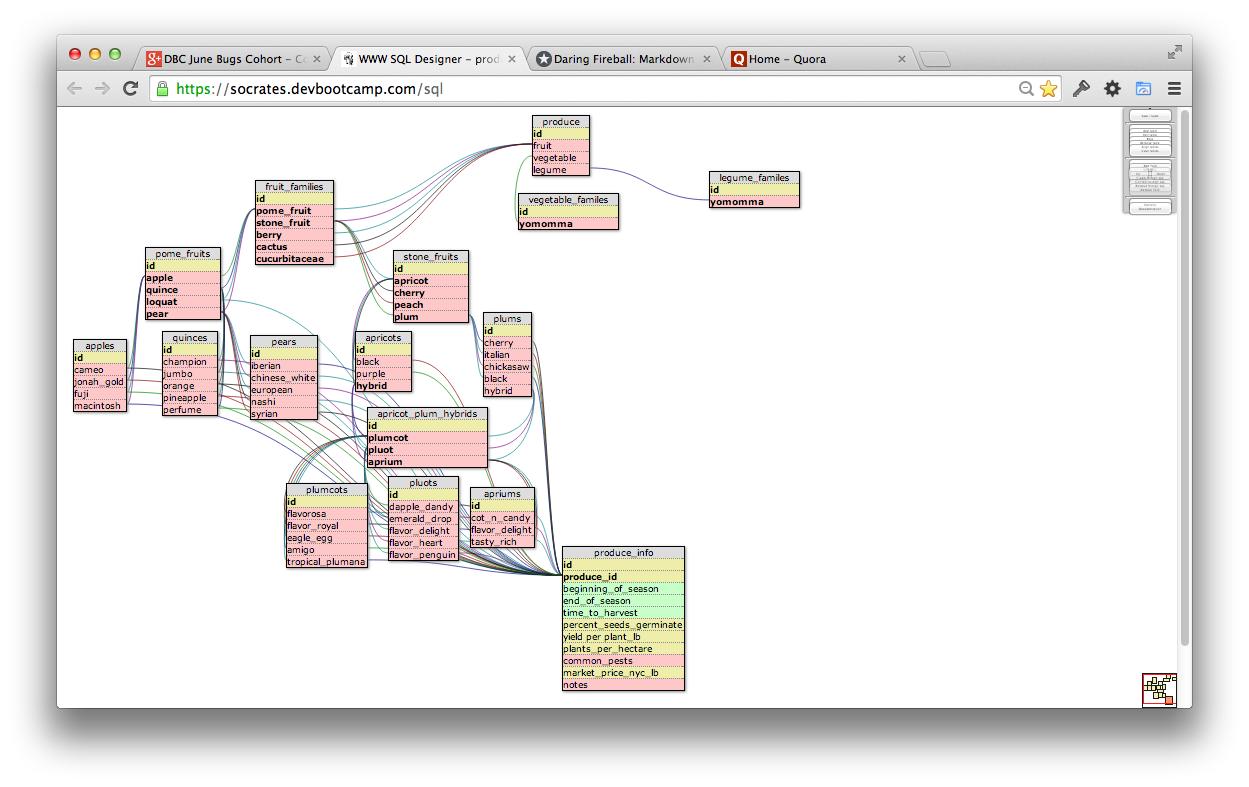 DBC June Bugs Cohort – C
WWW SQL Designer – prod
Daring Fireball: Markdown
Home – Quora
https://socrates.devbootcamp.com/sql
produce
id
fruit
vegetable
legume
legume_familes
id
yomomma
vegetable_familes
id
yomomma
fruit_families
id
pome_fruit
stone_fruit
berry
cactus
cucurbitaceae
pome_fruits
id
apple
quince
loquat
pear
stone_fruits
id
apricot
cherry
peach
plum
plums
id
cherry
italian
chickasaw
black
hybrid
apples
id
cameo
jonah_gold
fuji
macintosh
quinces
id
champion
jumbo
orange
pineapple
perfume
pears
id
iberian
chinese_white
european
nashi
syrian
apricots
id
black
purple
hybrid
apricot_plum_hybrids
id
plumcot
pluot
aprium
plumcots
id
flavorosa
flavor_royal
eagle_egg
amigo
tropical_plumana
pluots
id
dapple_dandy
emerald_drop
flavor_delight
flavor_heart
flavor_penguin
apriums
id
cot_n_candy
flavor_delight
tasty_rich
produce_info
id
produce_id
beginning_of_season
end_of_season
time_to_harvest
percent_seeds_germinate
yield per plant_lb
plants_per_hectare
common_pests
market_price_nyc_lb
notes